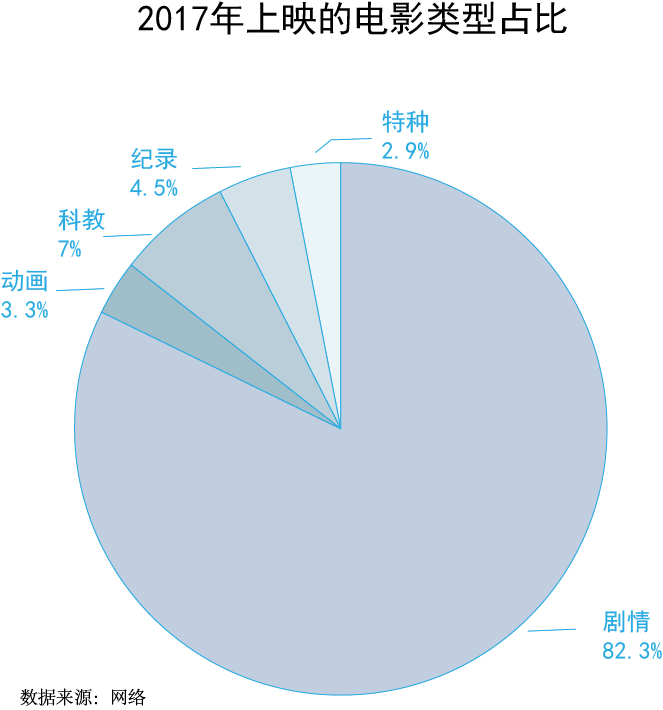 2017年上映的电影类型占比
特种
2.9%
纪录
4.5%
科教
7%
动画
3.3%
剧情
82.3%
数据来源：网络